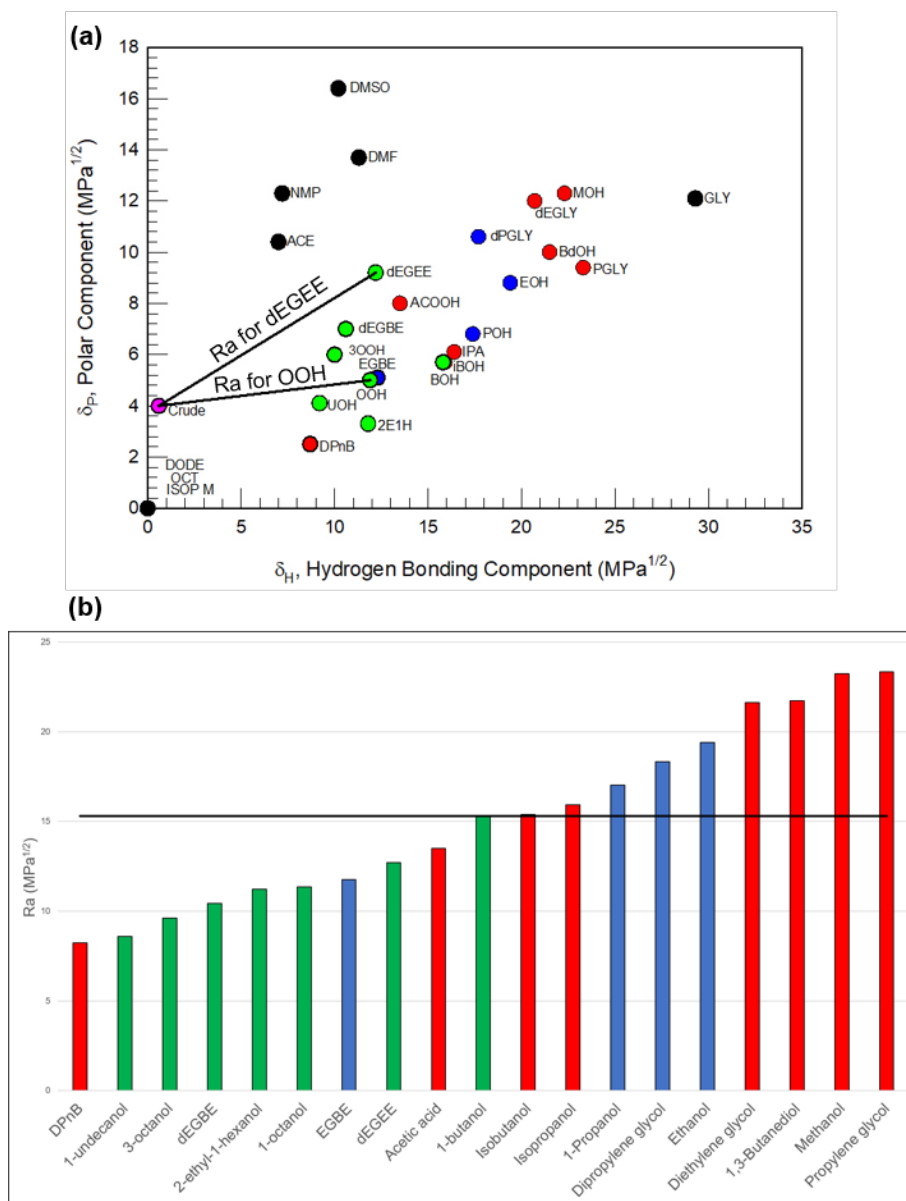 (a)
δP, Polar Component (MPa1/2)
18
16
14
12
10
8
6
4
2
0
DMSO
DMF
NMP
MOH
GLY
dEGLY
ACE
dPGLY
BdOH
PGLY
dEGEE
EOH
Ra for dEGEE
ACOOH
dEGBE
POH
3OOH
IPA
EGBE
iBOH
BOH
Ra for OOH
OOH
Crude
UOH
2E1H
DPnB
DODE
OCT
ISOP M
0 5 10 15 20 25 30 35
δH, Hydrogen Bonding Component (MPa1/2)
(b)
Ra (MPa1/2)
25
20
15
10
5
0
DPnB
1-undecanol
3-octanol
dEGBE
2-ethyl-1-hexanol
1-octanol
EGBE
dEGEE
Acetic acid
1-butanol
Isobutanol
Isopropanol
1-Propanol
Dipropylene glycol
Ethanol
Diethylene glycol
1,3-Butanediol
Methanol
Propylene glycol